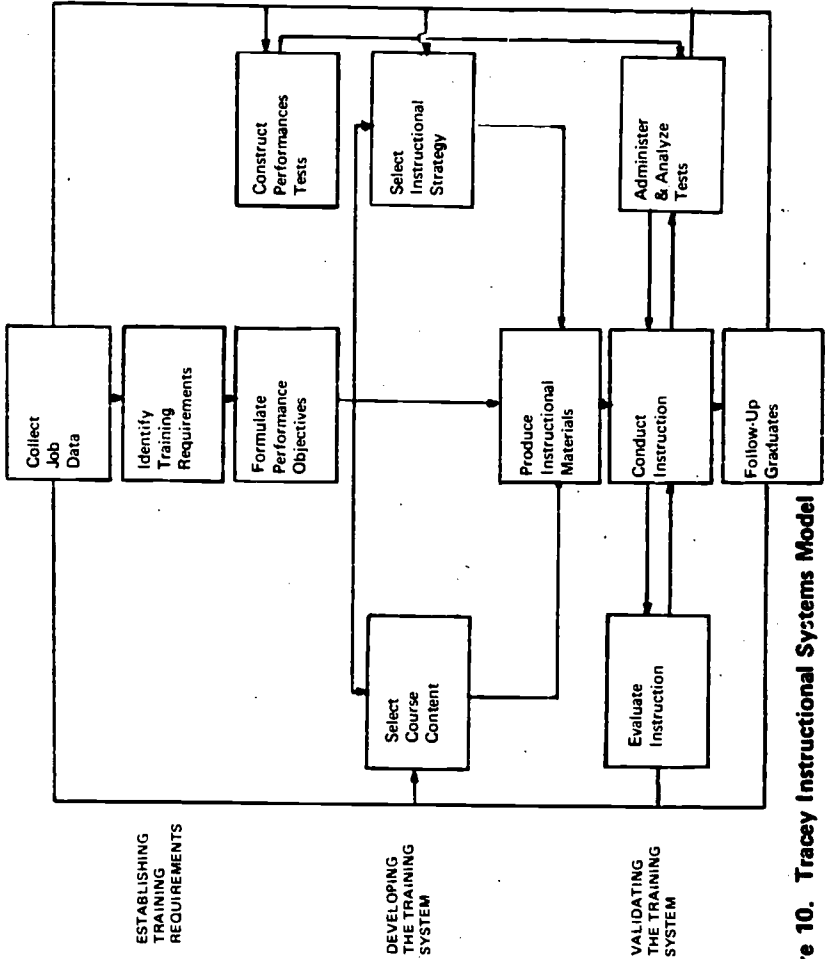 Collect
Job
Data
ESTABLISHING
TRAINING
REQUIREMENTS
Identify
Training
Requirements
Formulate
Performance
Objectives
Construct
Performances
Tests
DEVELOPING
THE TRAINING
SYSTEM
Select
Course
Content
Select
Instructional
Strategy
Produce
Instructional
Materials
VALIDATING
THE TRAINING
SYSTEM
Evaluate
Instruction
Conduct
Instruction
Administer
& Analyze
Tests
Follow-Up
Graduates
re 10. Tracey Instructional Systems Model